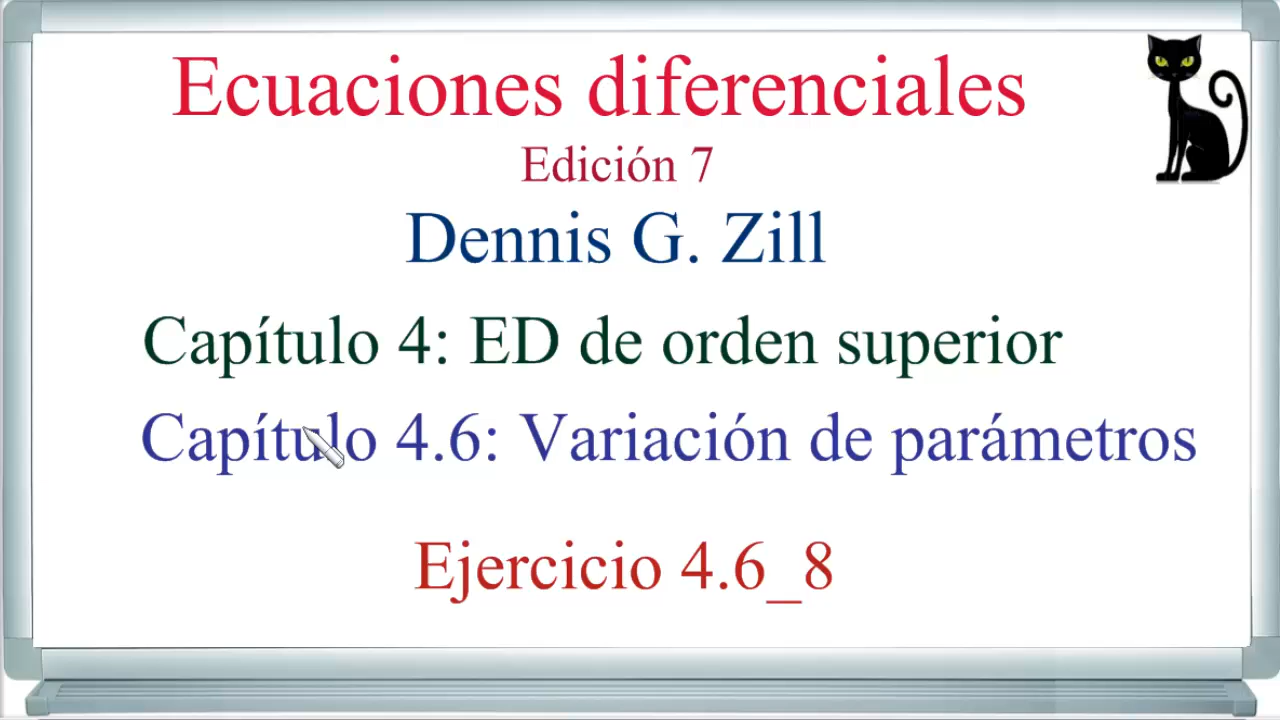 Ecuaciones diferenciales
Edición 7
Dennis G. Zill
Capítulo 4: ED de orden superior
Capítulo 4.6: Variación de parámetros
Ejercicio 4.6_8